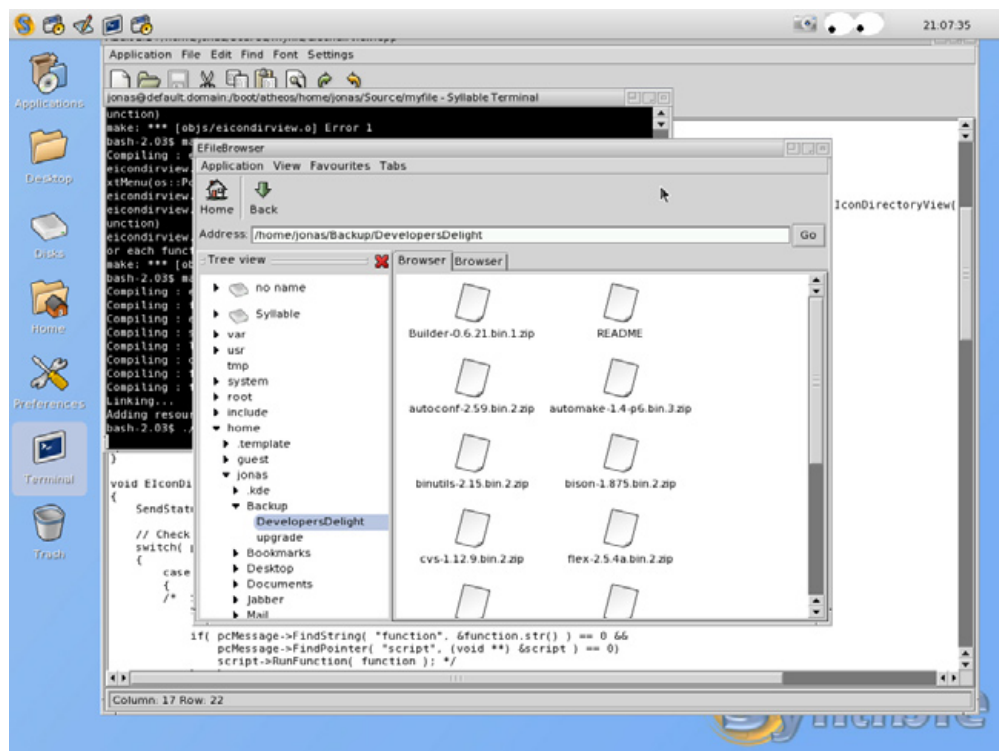 21:07:35
Applications
Desktop
Disks
Home
Preferences
Terminal
Trash
Application File Edit Find Font Settings
jonas@default.domain:/boot/atheos/home/jonas/Source/myfile - Syllable Terminal
unction)
make: *** [objs/eicondirview.o] Error 1
bash-2.03$ ma
Compiling : e
eicondirview.
xtMenu(os::Po
eicondirview.
eicondirview.
unction)
eicondirview.
or each funct
make: *** [ob
bash-2.03$ ma
Compiling :
Compiling :
Compiling :
Compiling :
Compiling :
Compiling :
Compiling :
Compiling :
Linking...
Adding resour
bash-2.03$ ./
EFileBrowser
Application View Favourites Tabs
Home Back
Address: /home/jonas/Backup/DevelopersDelight Go
Tree view
no name
Syllable
var
usr
tmp
system
root
include
home
.template
guest
jonas
.kde
Backup
DevelopersDelight
upgrade
Bookmarks
Desktop
Documents
Jabber
Mail
Browser Browser
Builder-0.6.21.bin.1.zip README
autoconf-2.59.bin.2.zip automake-1.4-p6.bin.3.zip
binutils-2.15.bin.2.zip bison-1.875.bin.2.zip
cvs-1.12.9.bin.2.zip flex-2.5.4a.bin.2.zip
IconDirectoryView(
}
void EIconDi
{
SendStatu
// Check
switch( p
{
case
{
/*
if( pcMessage->FindString( "function", &function.str() ) == 0 &&
pcMessage->FindPointer( "script", (void **) &script ) == 0)
script->RunFunction( function ); */
Column: 17 Row: 22